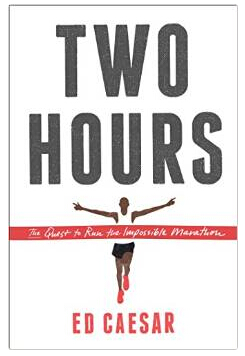 TWO
HOURS
The Quest to Run the Impossible Marathon
ED CAESAR